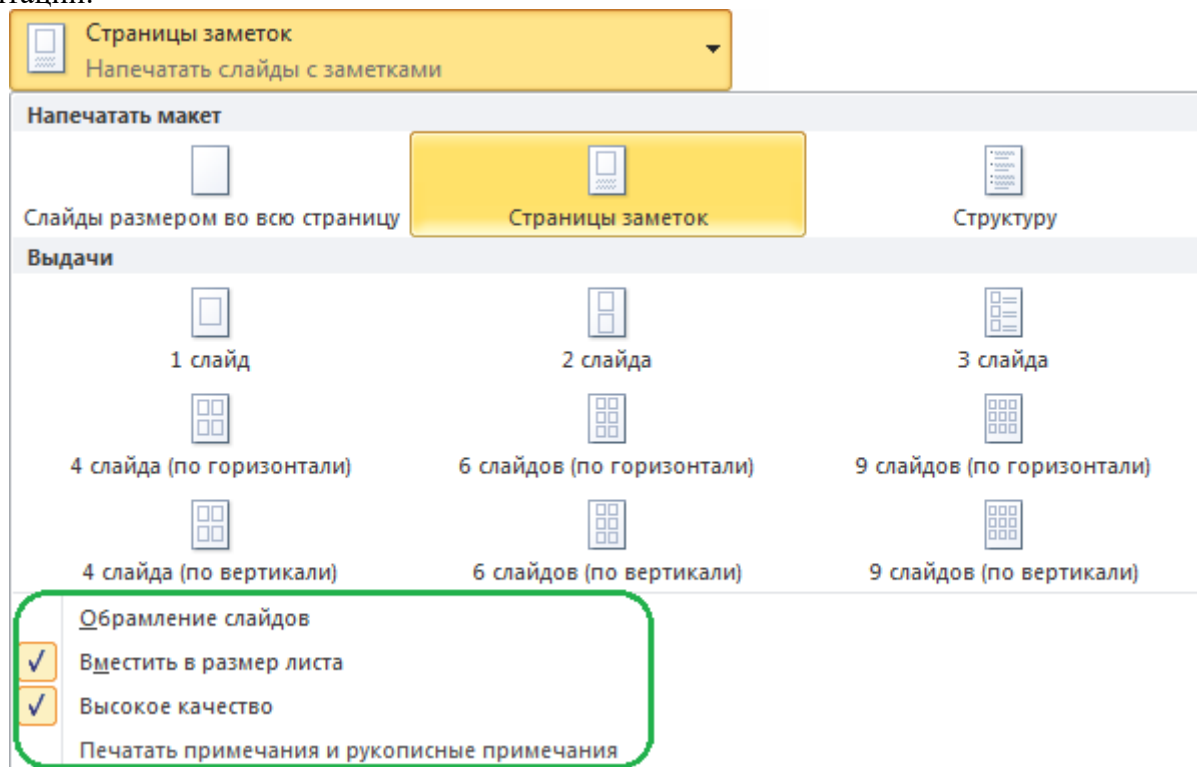 Страницы заметок
Напечатать слайды с заметками
Напечатать макет
Слайды размером во всю страницу Страницы заметок Структуру
Выдачи
1 слайд 2 слайда 3 слайда
4 слайда (по горизонтали) 6 слайдов (по горизонтали) 9 слайдов (по горизонтали)
4 слайда (по вертикали) 6 слайдов (по вертикали) 9 слайдов (по вертикали)
Обрамление слайдов
Вместить в размер листа
Высокое качество
Печатать примечания и рукописные примечания